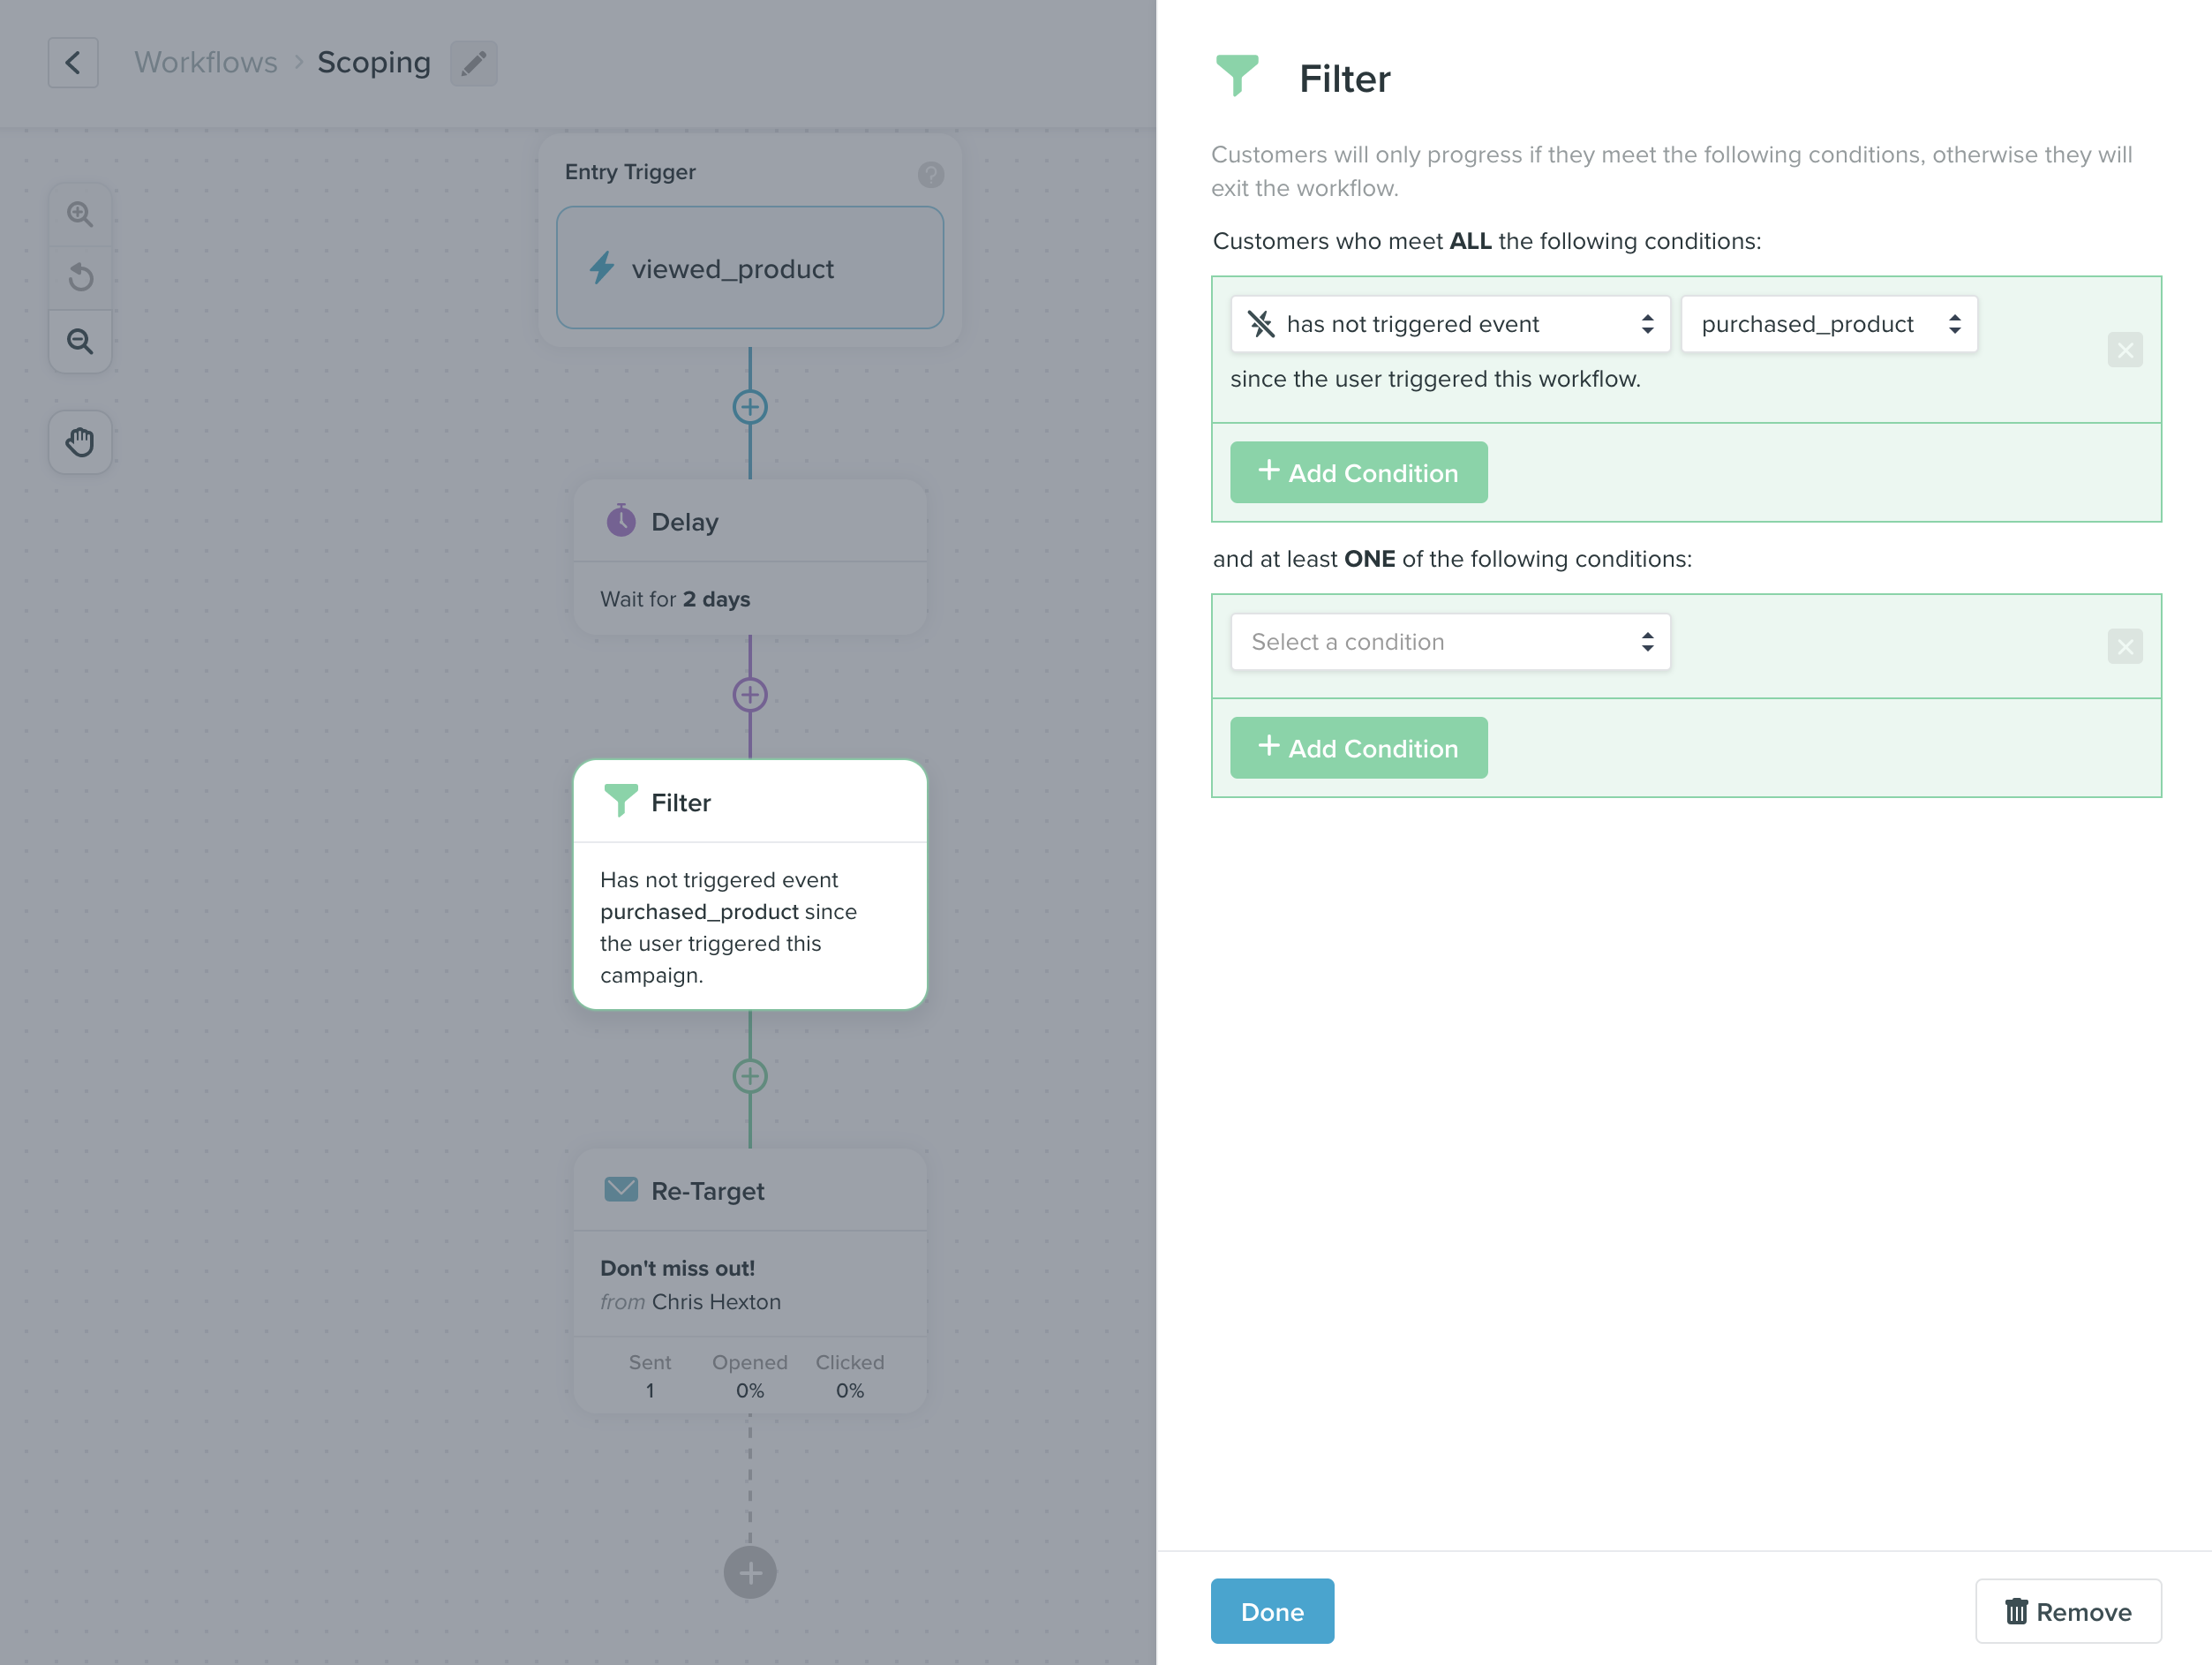 Workflows > Scoping
Entry Trigger ?
viewed_product
Delay
Wait for 2 days
Filter
Has not triggered event
purchased_product since
the user triggered this
campaign.
Re-Target
Don't miss out!
from Chris Hexton
Sent Opened Clicked
1 0% 0%
Filter
Customers will only progress if they meet the following conditions, otherwise they will
exit the workflow.
Customers who meet ALL the following conditions:
has not triggered event purchased_product
since the user triggered this workflow.
+ Add Condition
and at least ONE of the following conditions:
Select a condition
+ Add Condition
Done Remove